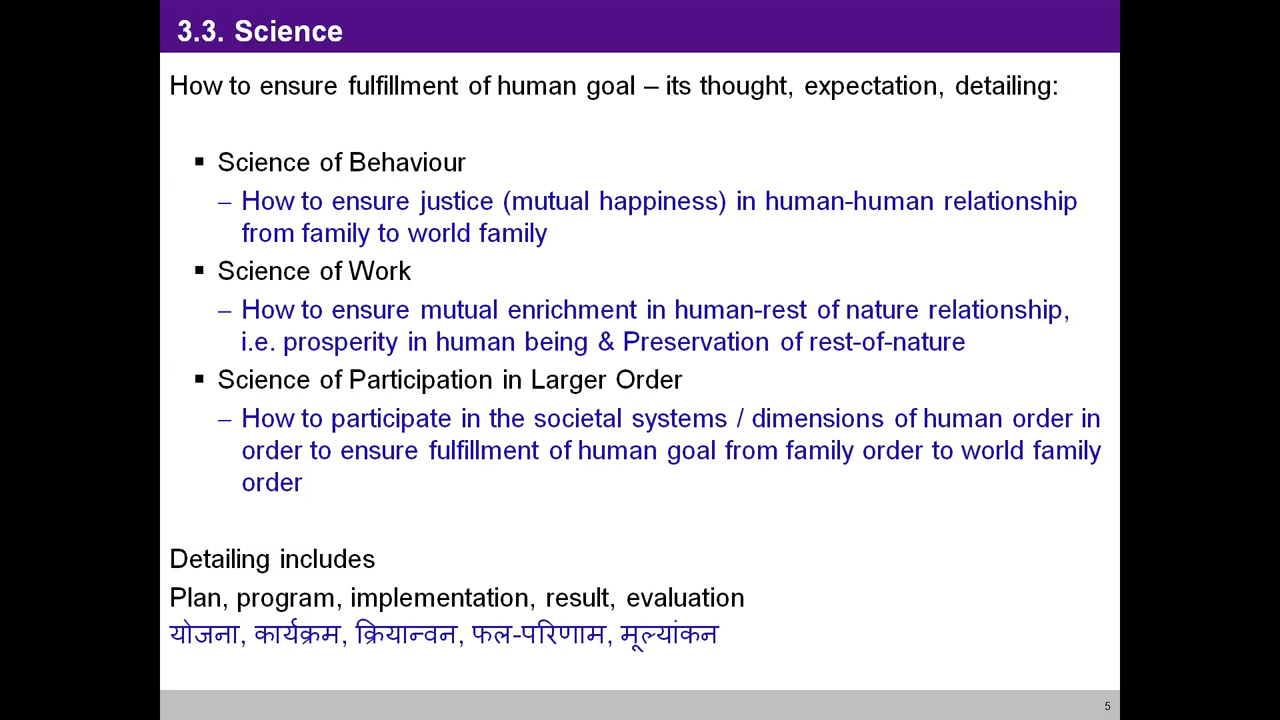 3.3. Science
How to ensure fulfillment of human goal – its thought, expectation, detailing:
▪ Science of Behaviour
– How to ensure justice (mutual happiness) in human-human relationship
from family to world family
▪ Science of Work
– How to ensure mutual enrichment in human-rest of nature relationship,
i.e. prosperity in human being & Preservation of rest-of-nature
▪ Science of Participation in Larger Order
– How to participate in the societal systems / dimensions of human order in
order to ensure fulfillment of human goal from family order to world family
order
Detailing includes
Plan, program, implementation, result, evaluation
योजना, कार्यक्रम, क्रियान्वन, फल-परिणाम, मूल्यांकन
5